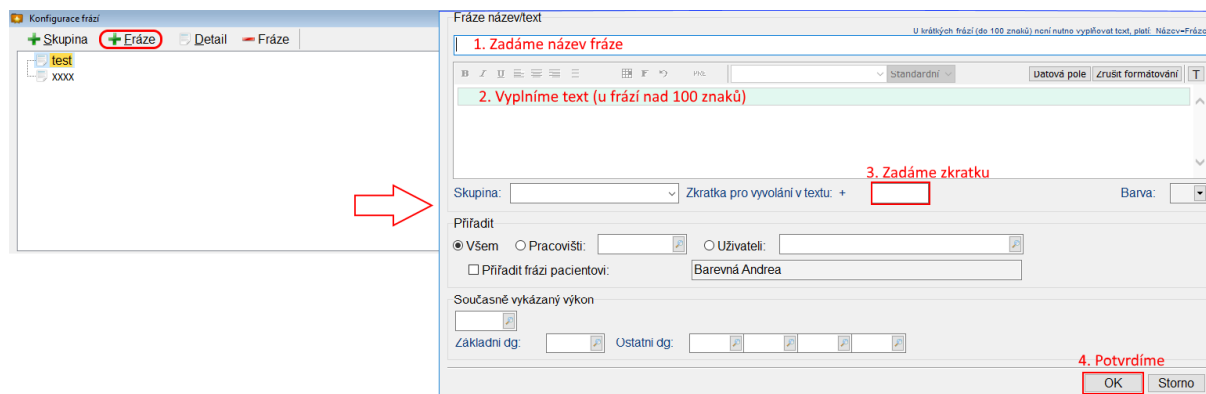 Konfigurace frází
Skupina Fráze Detail Fráze
test
xxxx
Fráze název/text
U krátkých frází (do 100 znaků) není nutno vyplňovat text, platí: Název=Fráze
1. Zadáme název fráze
B I U F PRE Standardní Datová pole Zrušit formátování T
2. Vyplníme text (u frází nad 100 znaků)
3. Zadáme zkratku
Skupina: Zkratka pro vyvolání v textu: + Barva:
Přiřadit
Všem Pracovišti: Uživateli:
Přiřadit frázi pacientovi: Barevná Andrea
Současně vykázaný výkon
Základní dg: Ostatní dg:
4. Potvrdíme
OK Storno